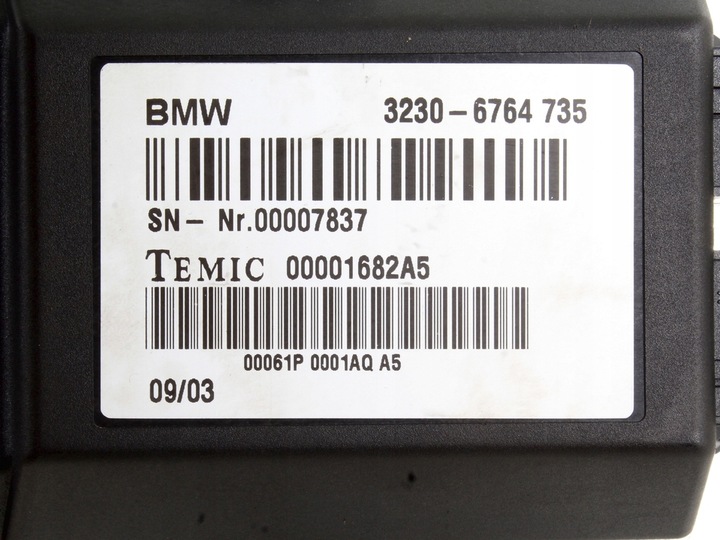 BMW 3230-6764 735
SN- Nr.00007837
TEMIC 00001682A5
00061P 0001AQ A5
09/03